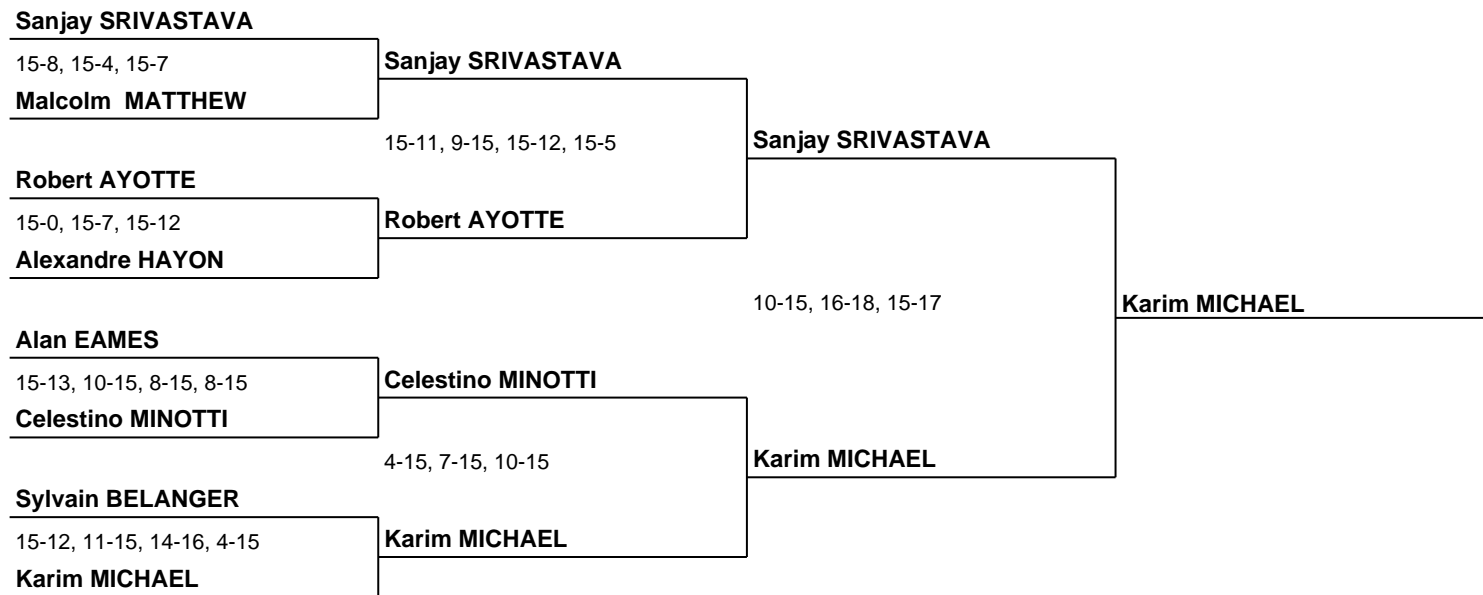 Sanjay SRIVASTAVA
15-8, 15-4, 15-7
Malcolm  MATTHEW
Robert AYOTTE
15-0, 15-7, 15-12
Alexandre HAYON
Alan EAMES
15-13, 10-15, 8-15, 8-15
Celestino MINOTTI
Sylvain BELANGER
15-12, 11-15, 14-16, 4-15
Karim MICHAEL
Sanjay SRIVASTAVA
15-11, 9-15, 15-12, 15-5
Robert AYOTTE
Celestino MINOTTI
4-15, 7-15, 10-15
Karim MICHAEL
Sanjay SRIVASTAVA
10-15, 16-18, 15-17
Karim MICHAEL
Karim MICHAEL